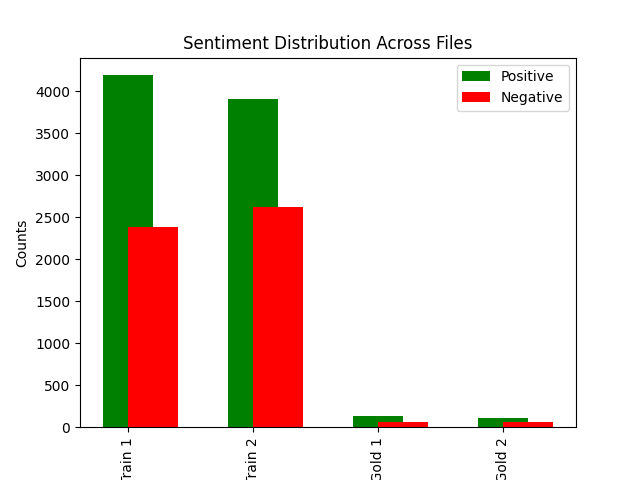 Sentiment Distribution Across Files
Positive
Negative
Counts
4000
3500
3000
2500
2000
1500
1000
500
0
Train 1
Train 2
Gold 1
Gold 2